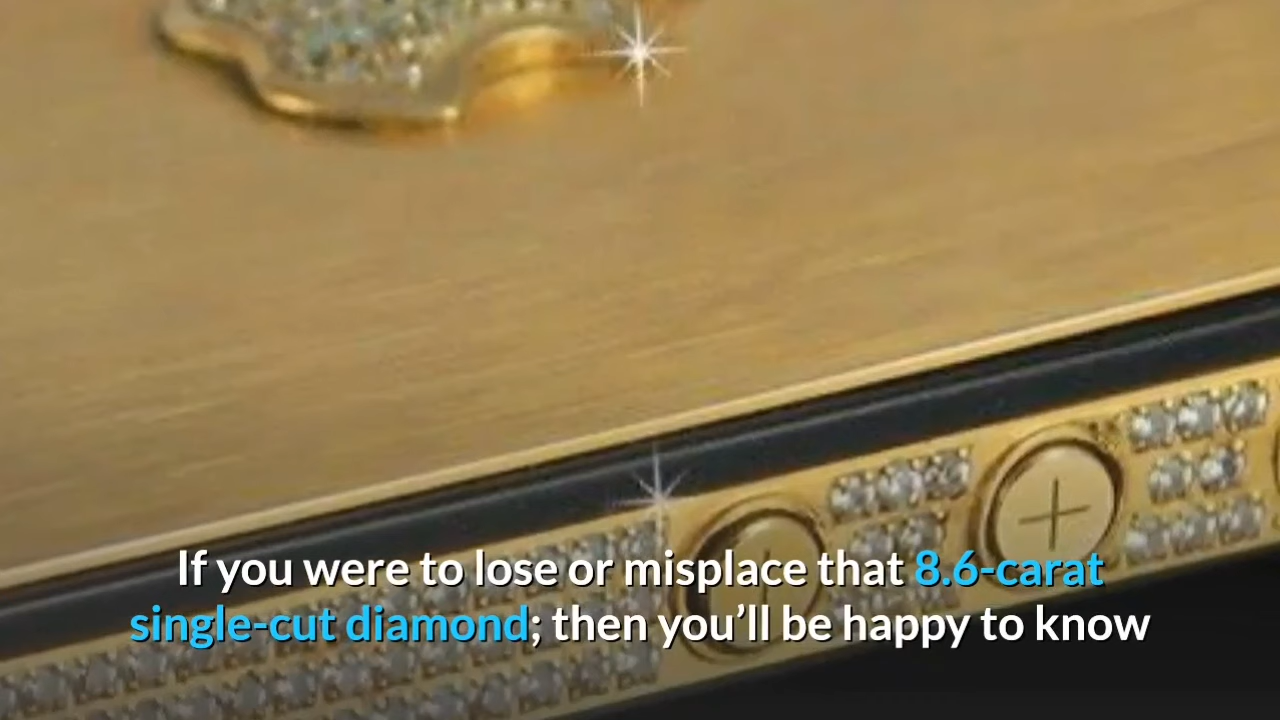 If you were to lose or misplace that 8.6-carat
single-cut diamond; then you’ll be happy to know